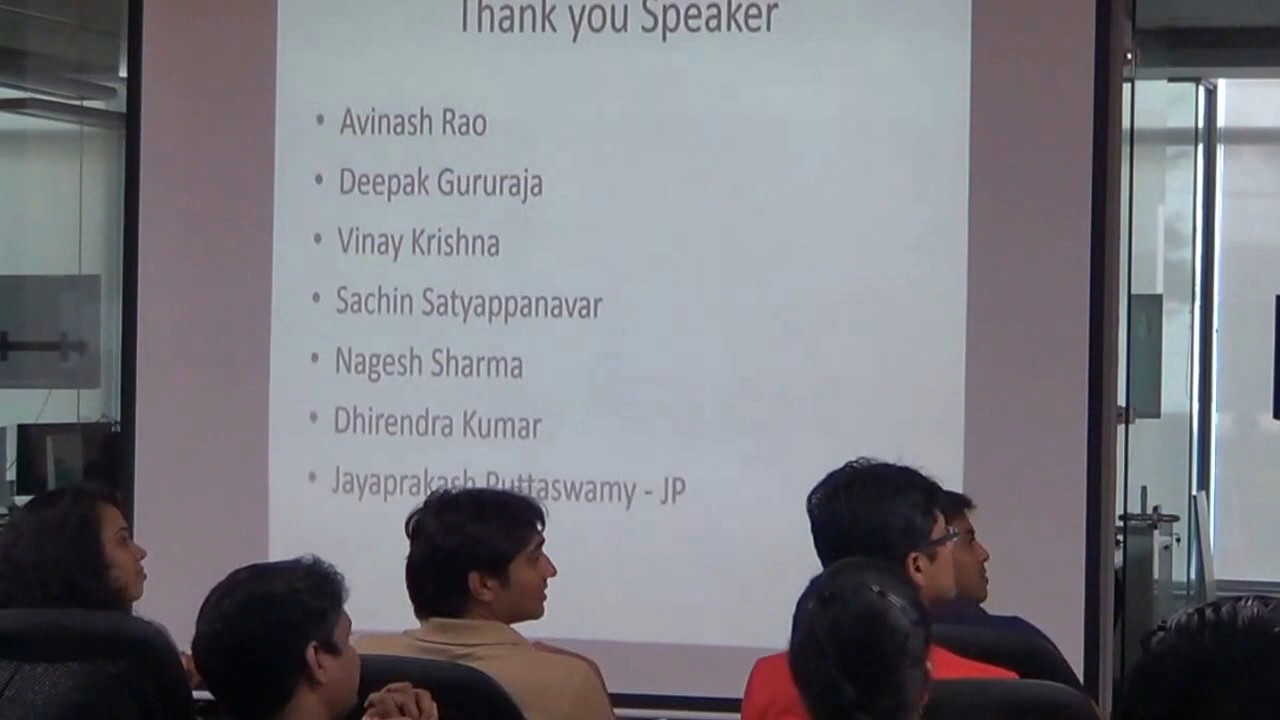 Thank you Speaker
• Avinash Rao
• Deepak Gururaja
• Vinay Krishna
• Sachin Satyappanavar
• Nagesh Sharma
• Dhirendra Kumar
• Jayaprakash Puttaswamy - JP